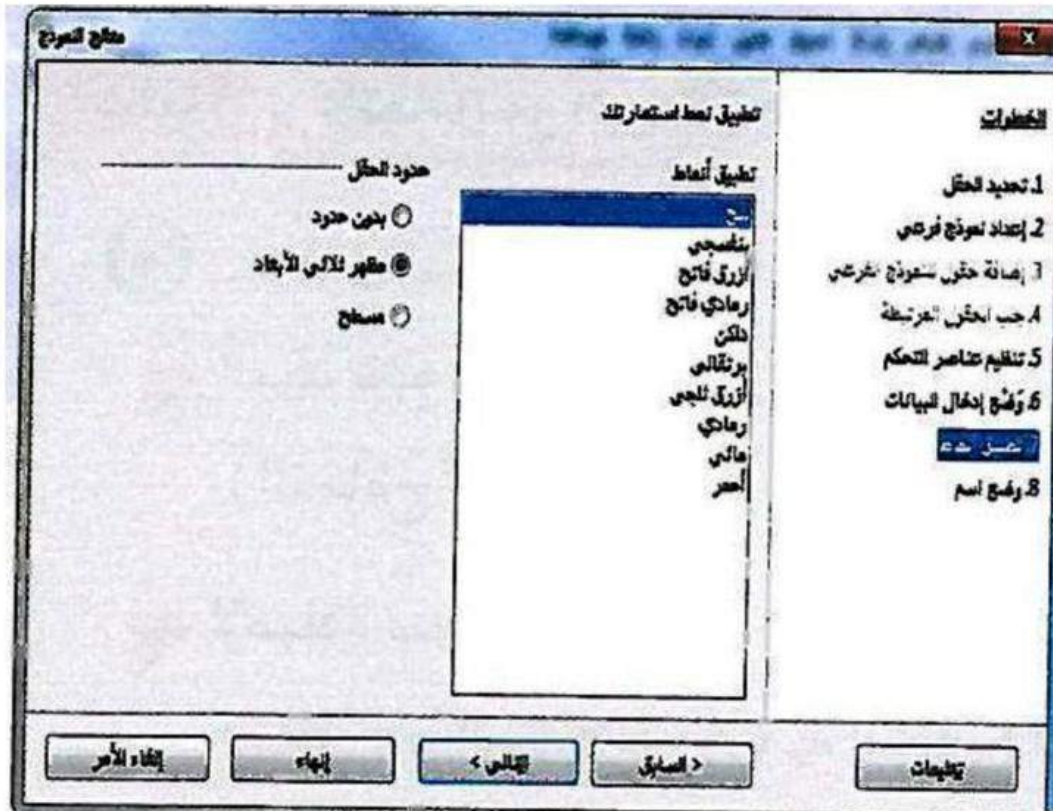 معالج النموذج
الخطوات
1. تحديد الحقل
2. إعداد نموذج فرعي
3. إضافة حقول للنموذج الفرعي
4. جلب الحقول المرتبطة
5. تنظيم عناصر التحكم
6. وَضْع إدخال البيانات
8. وضع اسم
تطبيق نمط استمارتك
تطبيق أنماط
بيج
بنفسجي
أزرق فاتح
رمادي فاتح
داكن
برتقالي
أزرق ثلجي
رمادي
مائي
أحمر
حدود الحقل
بدون حدود
مظهر ثلاثي الأبعاد
مسطح
تعليمات
< السابق
التالي >
إنهاء
إلغاء الأمر